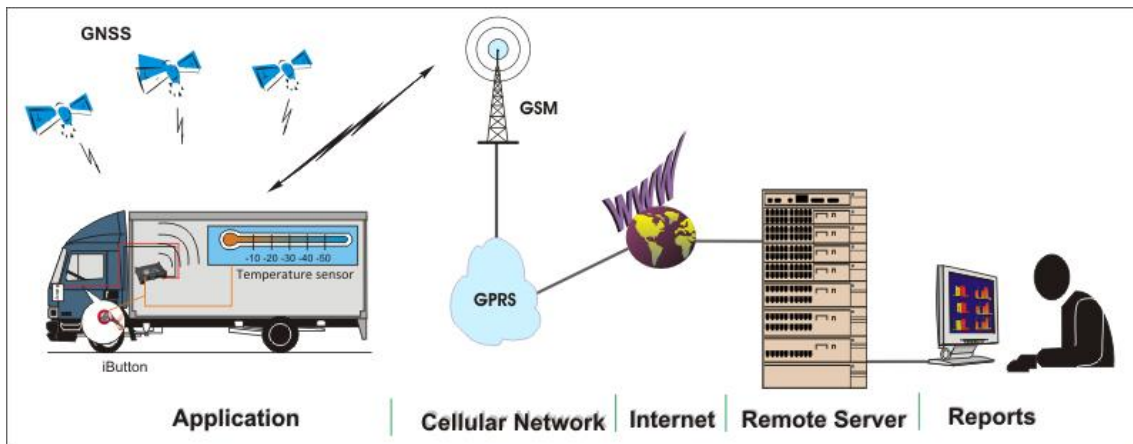 GNSS
GSM
WWW
-10 -20 -30 -40 -50
Temperature sensor
GPRS
iButton
Application
Cellular Network
Internet
Remote Server
Reports